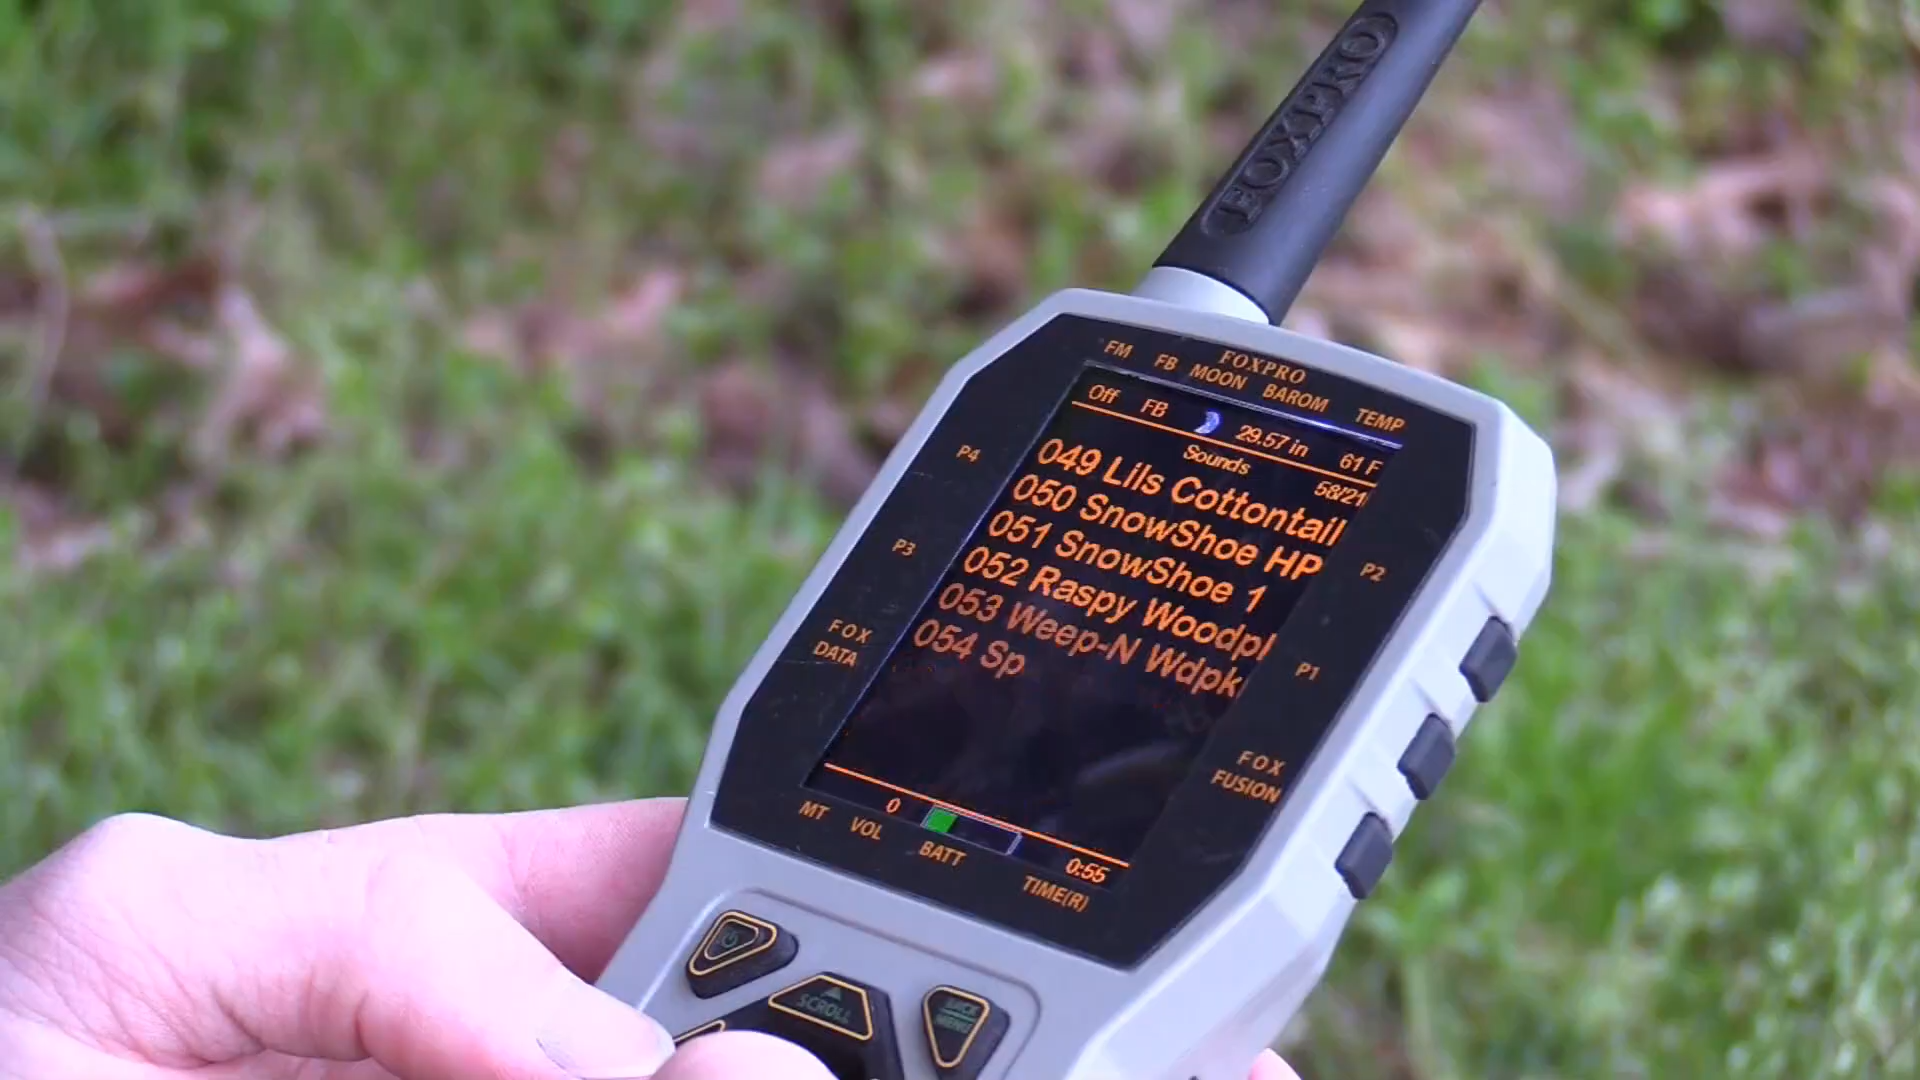 FOXPRO
FOXPRO
FM FB MOON BAROM TEMP
Off FB 29.57 in 61 F
Sounds
58/21
049 Lils Cottontail
050 SnowShoe HP
051 SnowShoe 1
052 Raspy Woodpl
053 Weep-N Wdpk
054 Sp
P4
P3
FOX
DATA
P2
P1
FOX
FUSION
0
0:55
MT VOL BATT TIME(R)
SCROLL
BACK
MENU